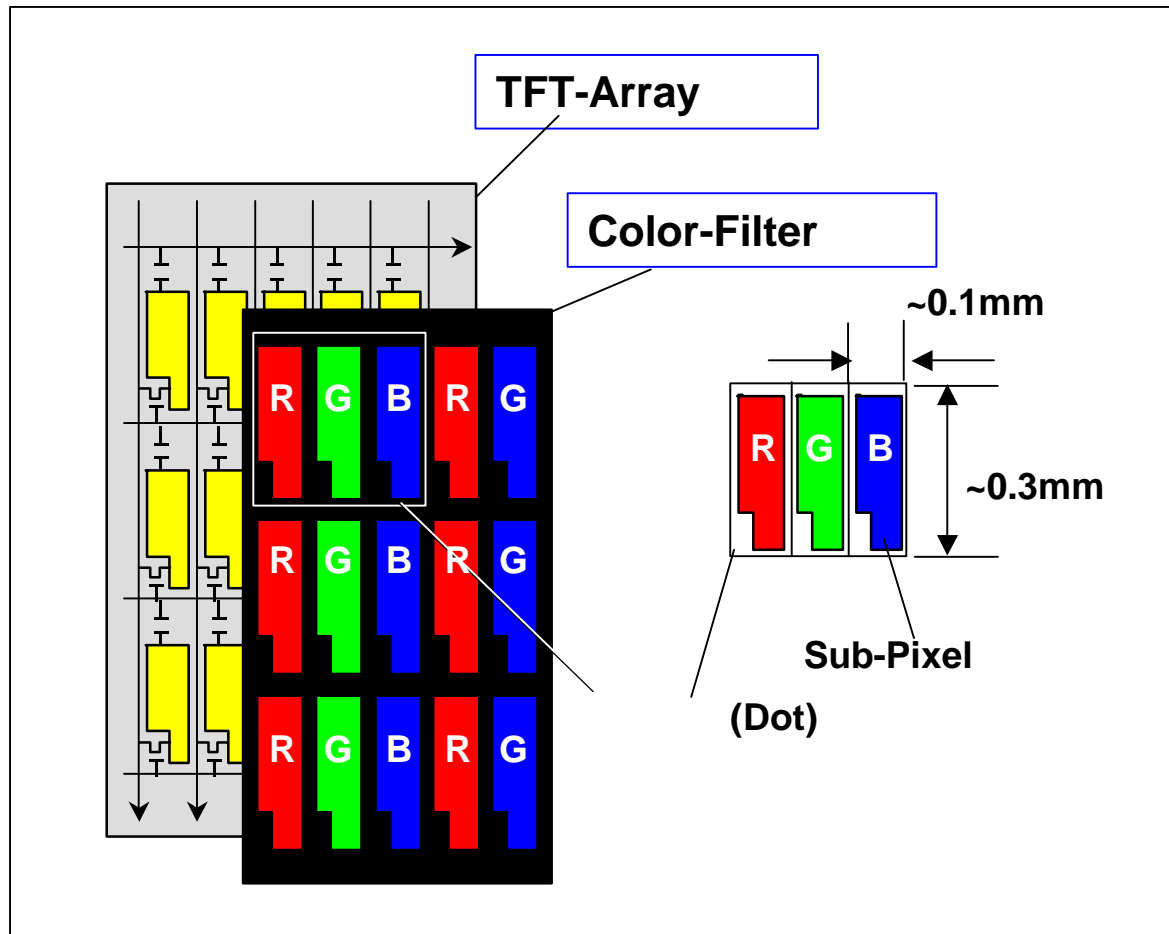 TFT-Array
Color-Filter
~0.1mm
R G B R G
R G B
~0.3mm
R G B R G
Sub-Pixel
(Dot)
R G B R G